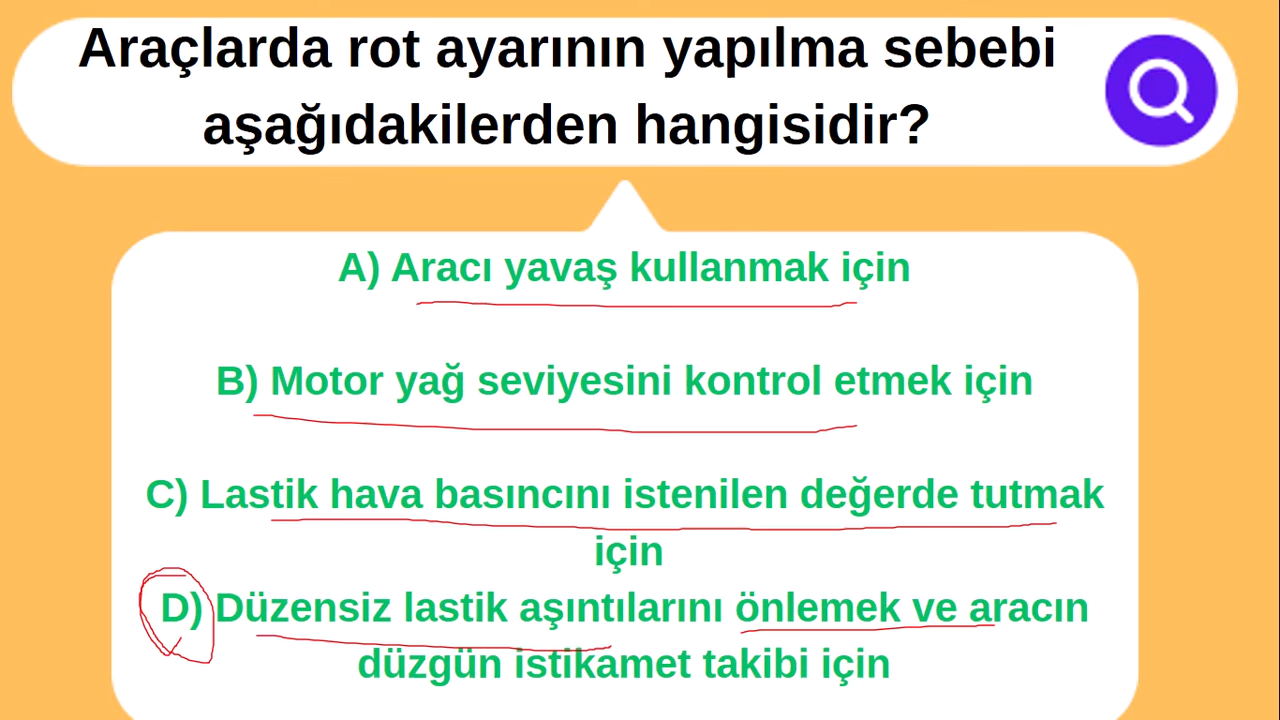 Araçlarda rot ayarının yapılma sebebi
aşağıdakilerden hangisidir?
A) Aracı yavaş kullanmak için
B) Motor yağ seviyesini kontrol etmek için
C) Lastik hava basıncını istenilen değerde tutmak
için
D) Düzensiz lastik aşıntılarını önlemek ve aracın
düzgün istikamet takibi için